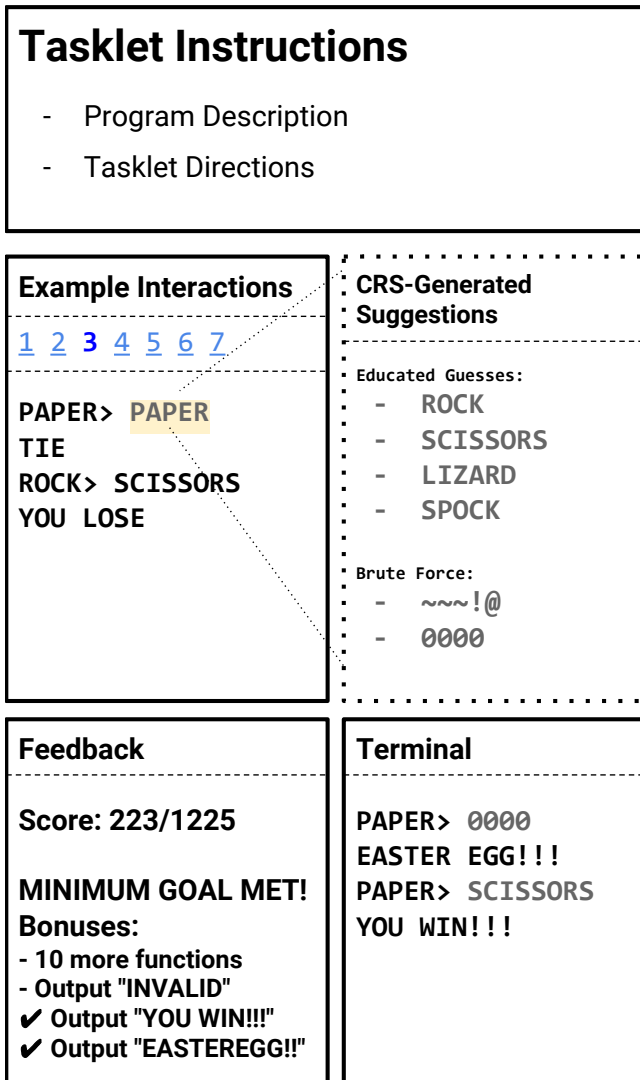 Tasklet Instructions
- Program Description
- Tasklet Directions
Example Interactions
1 2 3 4 5 6 7
PAPER> PAPER
TIE
ROCK> SCISSORS
YOU LOSE
CRS-Generated
Suggestions
Educated Guesses:
- ROCK
- SCISSORS
- LIZARD
- SPOCK
Brute Force:
- ~~~!@
- 0000
Feedback
Score: 223/1225
MINIMUM GOAL MET!
Bonuses:
- 10 more functions
- Output "INVALID"
✔ Output "YOU WIN!!!"
✔ Output "EASTEREGG!!"
Terminal
PAPER> 0000
EASTER EGG!!!
PAPER> SCISSORS
YOU WIN!!!